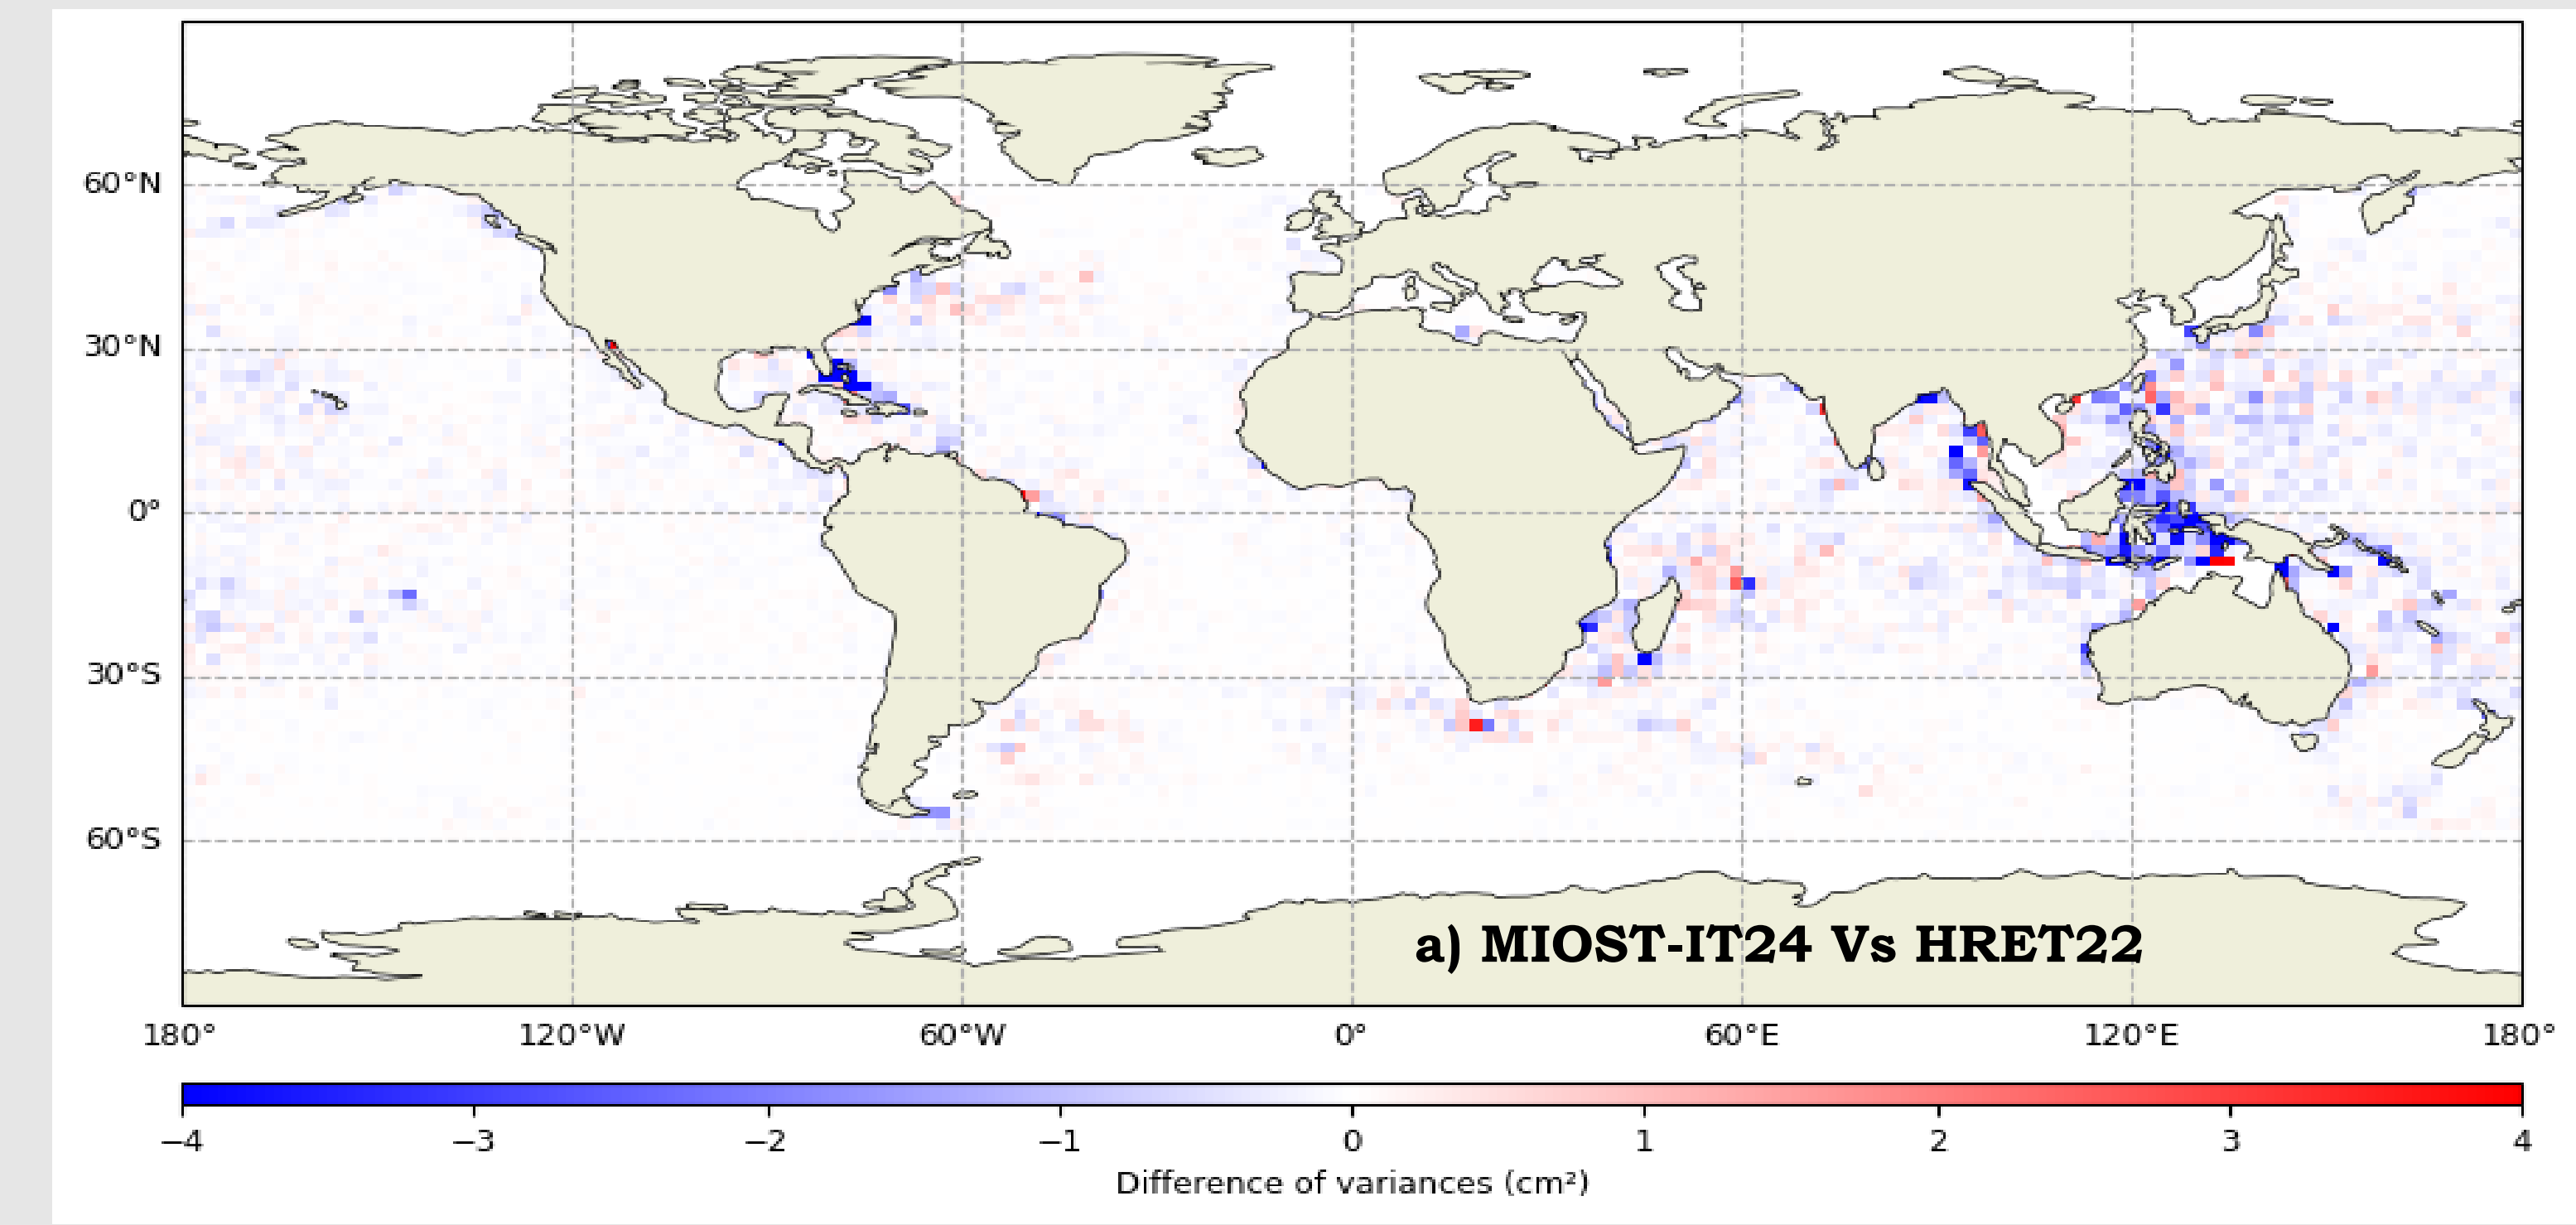 60°N
30°N
0°
30°S
60°S
a) MIOST-IT24 Vs HRET22
180° 120°W 60°W 0° 60°E 120°E 180°
−4 −3 −2 −1 0 1 2 3 4
Difference of variances (cm²)